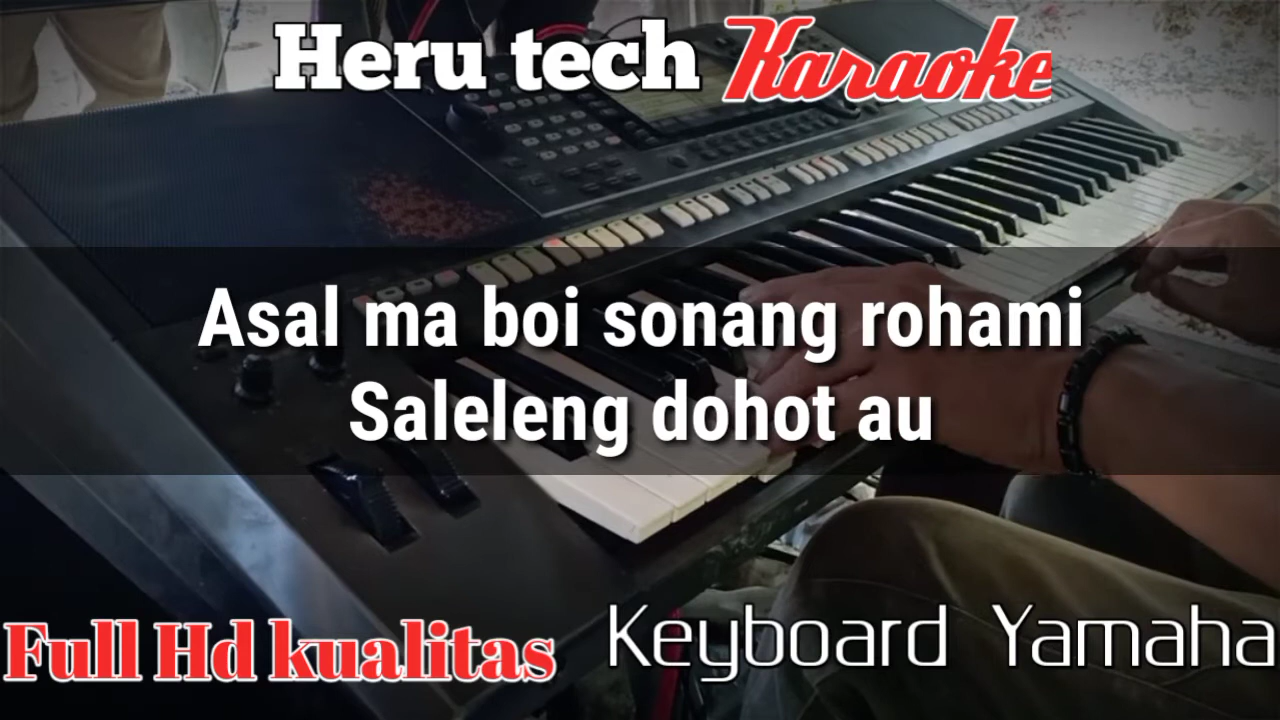 Heru tech Karaoke
Asal ma boi sonang rohami
Saleleng dohot au
Full Hd kualitas
Keyboard Yamaha